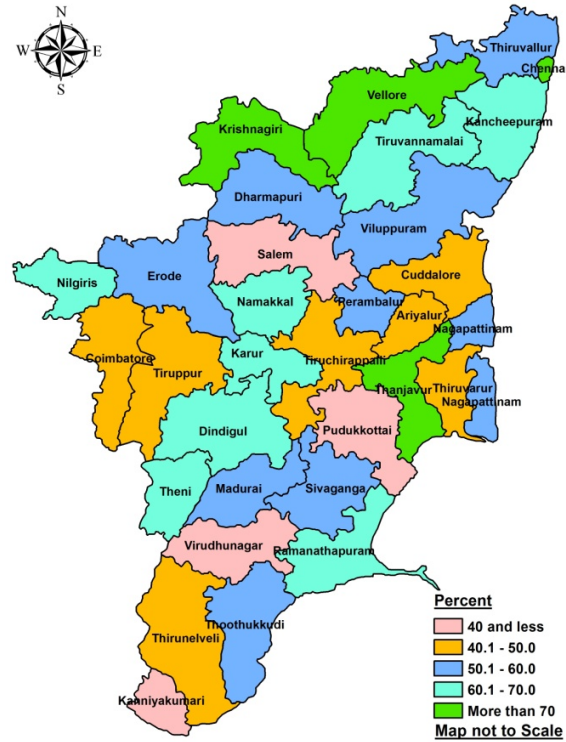 N
W E
S
Thiruvallur
Chenna
Vellore
Kancheepuram
Krishnagiri
Tiruvannamalai
Dharmapuri
Viluppuram
Salem
Cuddalore
Erode
Nilgiris
Namakkal
Perambalur
Ariyalur
Nagapattinam
Karur
Coimbatore
Tiruchirappalli
Tiruppur
Thanjavur
Thiruvarur
Nagapattinam
Pudukkottai
Dindigul
Theni
Madurai
Sivaganga
Virudhunagar
Ramanathapuram
Thoothukkudi
Thirunelveli
Kanniyakumari
Percent
40 and less
40.1 - 50.0
50.1 - 60.0
60.1 - 70.0
More than 70
Map not to Scale